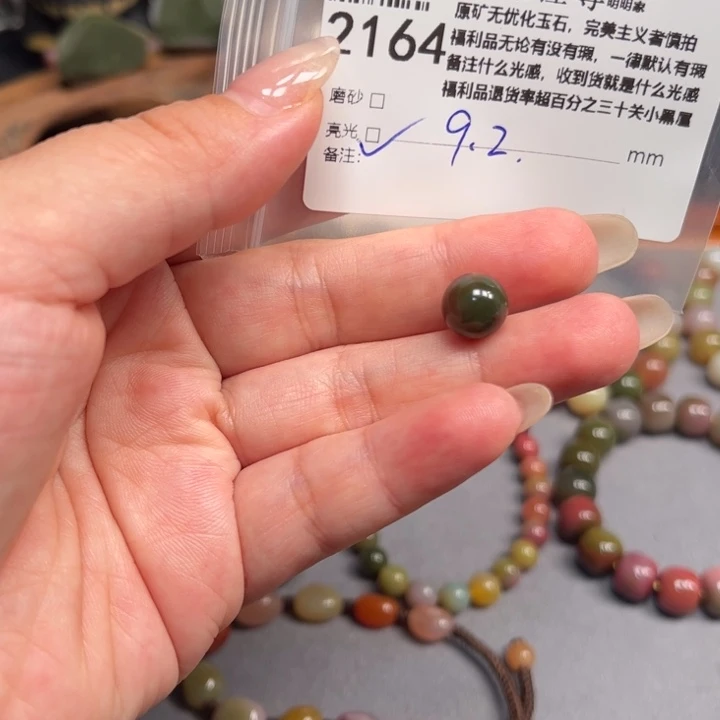 明明家
原矿无优化玉石，完美主义者慎拍
2164
福利品无论有没有瑕，一律默认有瑕
备注什么光感，收到货就是什么光感
福利品退货率超百分之三十关小黑屋
磨砂 □
亮光 □ ✓ 9.2. mm
备注: